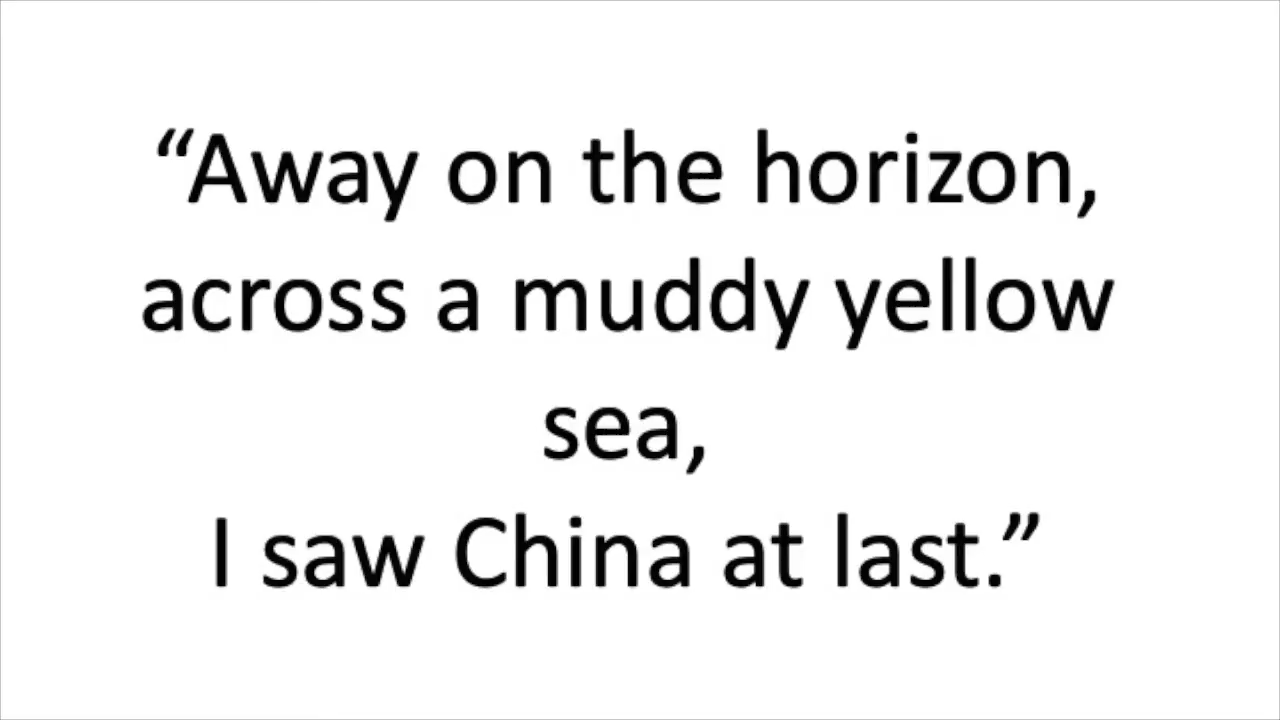 “Away on the horizon,
across a muddy yellow
sea,
I saw China at last.”